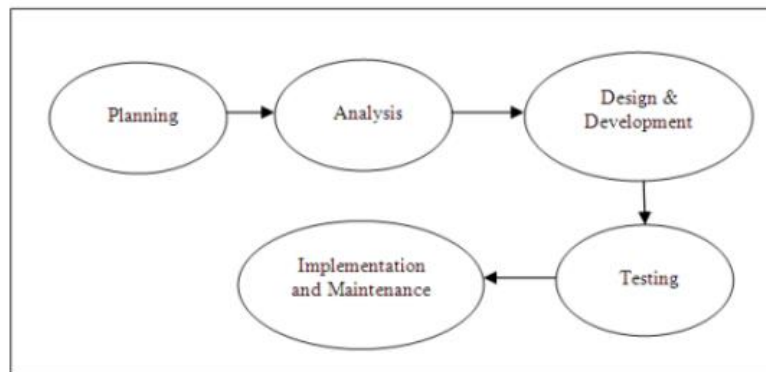 Planning
Analysis
Design &
Development
Testing
Implementation
and Maintenance